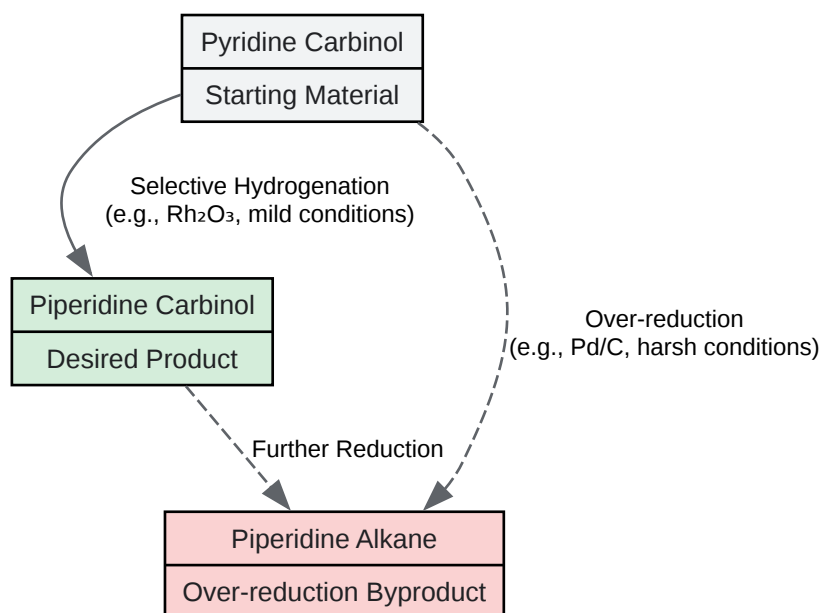 Pyridine Carbinol
Starting Material
Selective Hydrogenation
(e.g., Rh₂O₃, mild conditions)
Piperidine Carbinol
Desired Product
Over-reduction
(e.g., Pd/C, harsh conditions)
Further Reduction
Piperidine Alkane
Over-reduction Byproduct